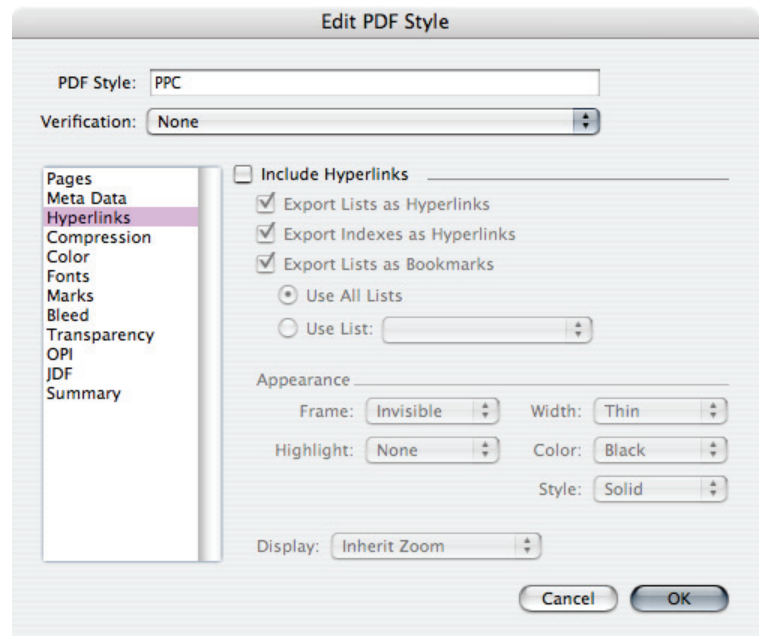 Edit PDF Style
PDF Style: PPC
Verification: None
Pages
Meta Data
Hyperlinks
Compression
Color
Fonts
Marks
Bleed
Transparency
OPI
JDF
Summary
Include Hyperlinks
Export Lists as Hyperlinks
Export Indexes as Hyperlinks
Export Lists as Bookmarks
Use All Lists
Use List:
Appearance
Frame: Invisible Width: Thin
Highlight: None Color: Black
Style: Solid
Display: Inherit Zoom
Cancel OK